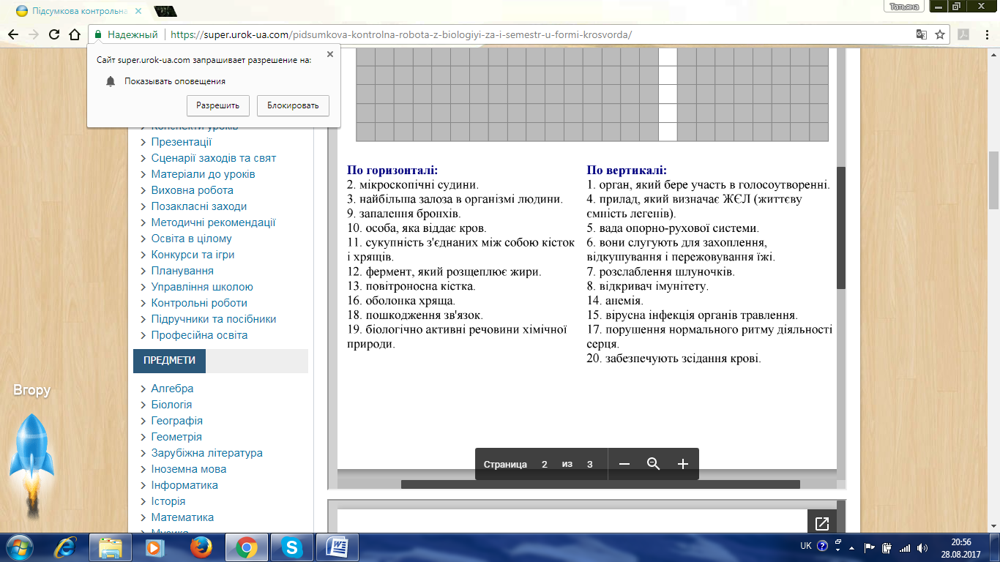 Підсумкова контрольна
Татьяна
Надежный
https://super.urok-ua.com/pidsumkova-kontrolna-robota-z-biologiyi-za-i-semestr-u-formi-krosvorda/
Сайт super.urok-ua.com запрашивает разрешение на:
Показывать оповещения
Разрешить
Блокировать
Конспекти уроків
Презентації
Сценарії заходів та свят
Матеріали до уроків
Виховна робота
Позакласні заходи
Методичні рекомендації
Освіта в цілому
Конкурси та ігри
Планування
Управління школою
Контрольні роботи
Підручники та посібники
Професійна освіта
ПРЕДМЕТИ
Алгебра
Біологія
Географія
Геометрія
Зарубіжна література
Іноземна мова
Інформатика
Історія
Математика
Музика
Вгору
По горизонталі:
2. мікроскопічні судини.
3. найбільша залоза в організмі людини.
9. запалення бронхів.
10. особа, яка віддає кров.
11. сукупність з'єднаних між собою кісток
і хрящів.
12. фермент, який розщеплює жири.
13. повітроносна кістка.
16. оболонка хряща.
18. пошкодження зв'язок.
19. біологічно активні речовини хімічної
природи.
По вертикалі:
1. орган, який бере участь в голосоутворенні.
4. прилад, який визначає ЖЄЛ (життєву
ємність легенів).
5. вада опорно-рухової системи.
6. вони слугують для захоплення,
відкушування і пережовування їжі.
7. розслаблення шлуночків.
8. відкривач імунітету.
14. анемія.
15. вірусна інфекція органів травлення.
17. порушення нормального ритму діяльності
серця.
20. забезпечують зсідання крові.
Страница 2 из 3
UK
20:56
28.08.2017